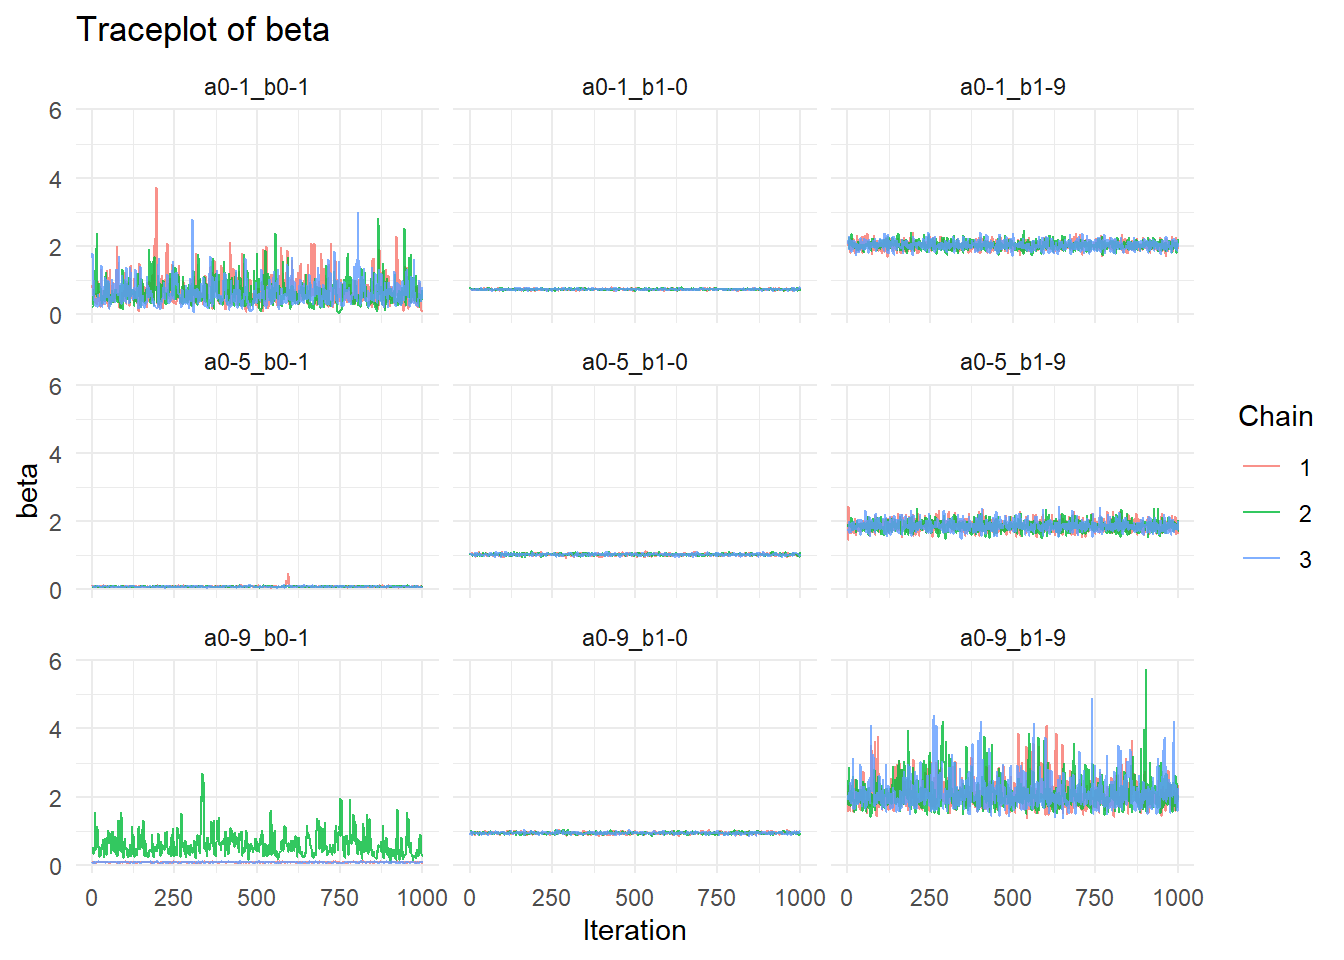 Traceplot of beta
a0-1_b0-1 a0-1_b1-0 a0-1_b1-9
6
4
2
0
a0-5_b0-1 a0-5_b1-0 a0-5_b1-9
6
4
2
0
a0-9_b0-1 a0-9_b1-0 a0-9_b1-9
6
4
2
0
0 250 500 750 1000 0 250 500 750 1000 0 250 500 750 1000
Iteration
beta
Chain
1
2
3